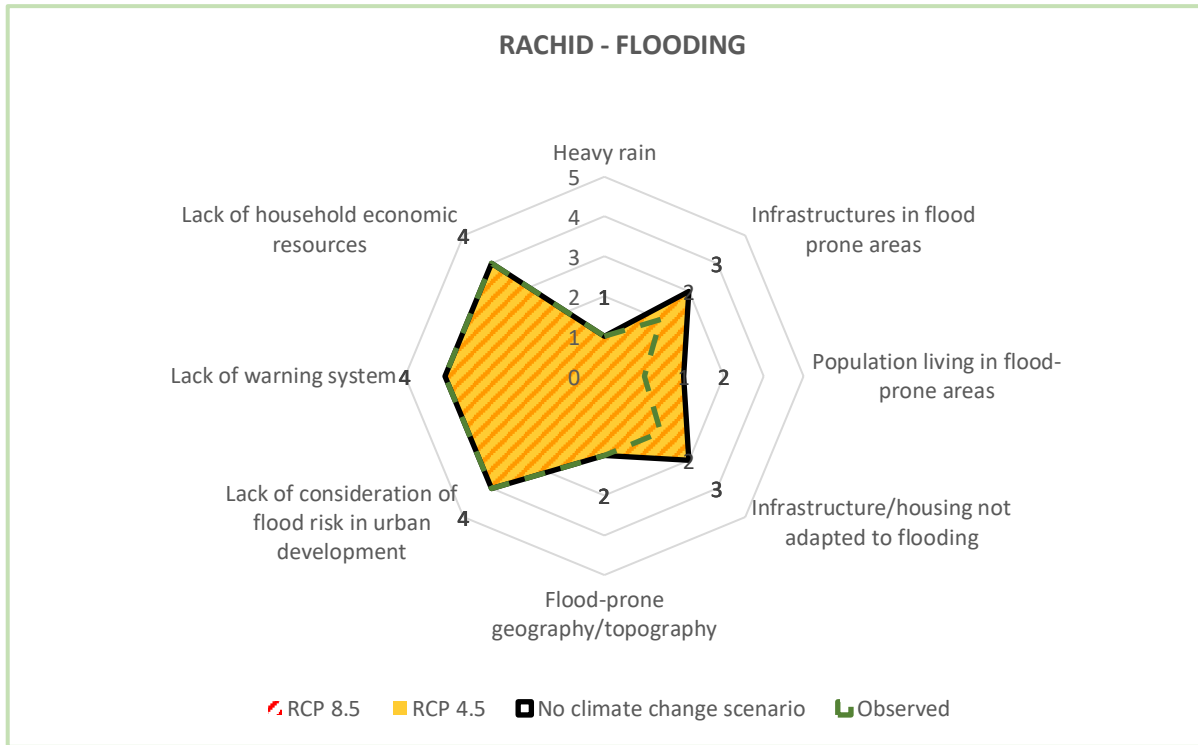 RACHID - FLOODING
Heavy rain
5
4
3
2
1
0
1
Infrastructures in flood
prone areas
3
2
Population living in flood-
prone areas
1
2
Infrastructure/housing not
adapted to flooding
2
3
Flood-prone
geography/topography
2
Lack of consideration of
flood risk in urban
development
4
Lack of warning system
4
Lack of household economic
resources
4
RCP 8.5 RCP 4.5 No climate change scenario Observed